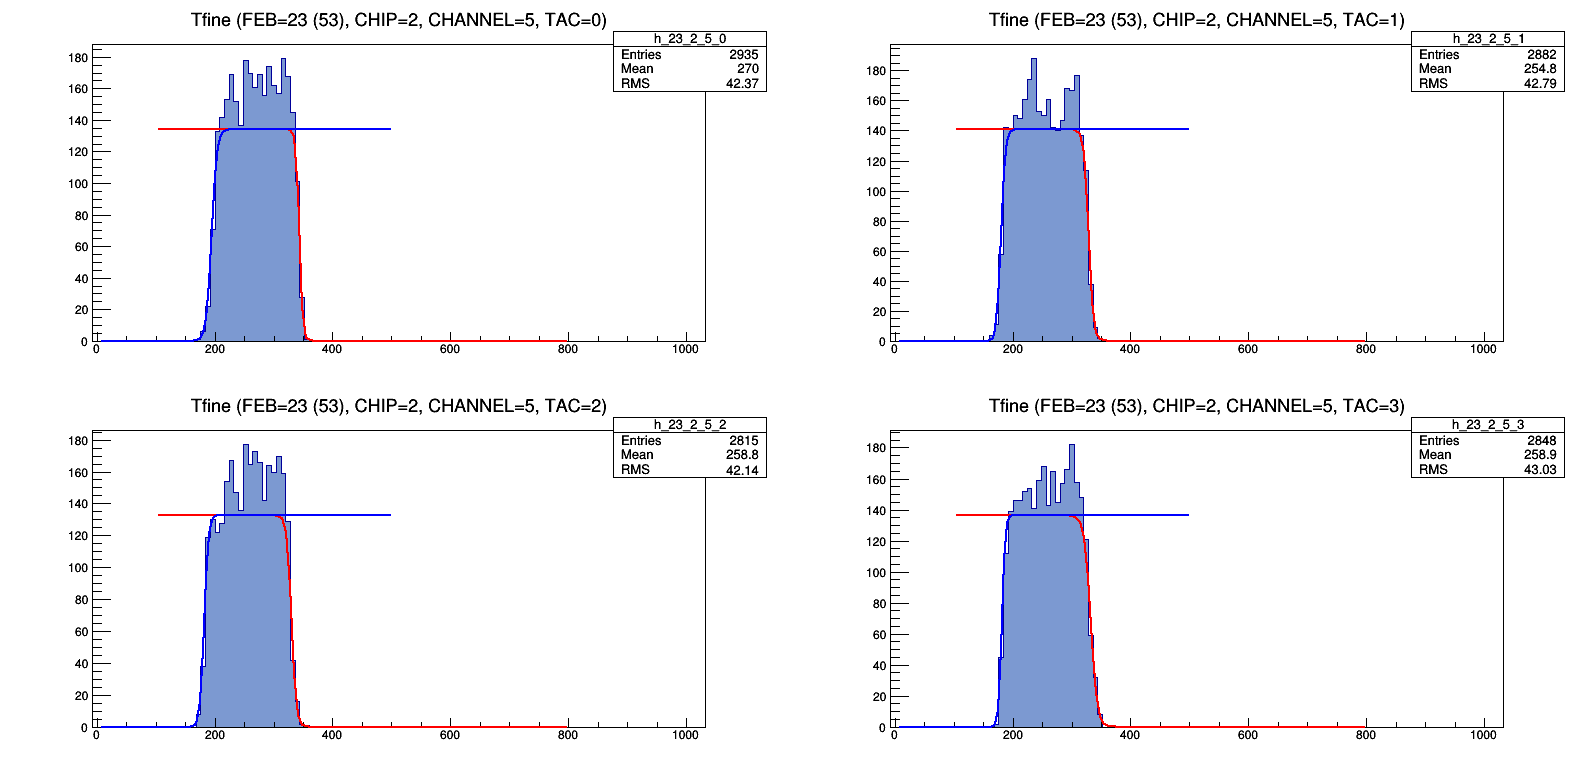 Tfine (FEB=23 (53), CHIP=2, CHANNEL=5, TAC=0)
h_23_2_5_0
Entries 2935
Mean 270
RMS 42.37
180
160
140
120
100
80
60
40
20
0
0 200 400 600 800 1000
Tfine (FEB=23 (53), CHIP=2, CHANNEL=5, TAC=1)
h_23_2_5_1
Entries 2882
Mean 254.8
RMS 42.79
180
160
140
120
100
80
60
40
20
0
0 200 400 600 800 1000
Tfine (FEB=23 (53), CHIP=2, CHANNEL=5, TAC=2)
h_23_2_5_2
Entries 2815
Mean 258.8
RMS 42.14
180
160
140
120
100
80
60
40
20
0
0 200 400 600 800 1000
Tfine (FEB=23 (53), CHIP=2, CHANNEL=5, TAC=3)
h_23_2_5_3
Entries 2848
Mean 258.9
RMS 43.03
180
160
140
120
100
80
60
40
20
0
0 200 400 600 800 1000